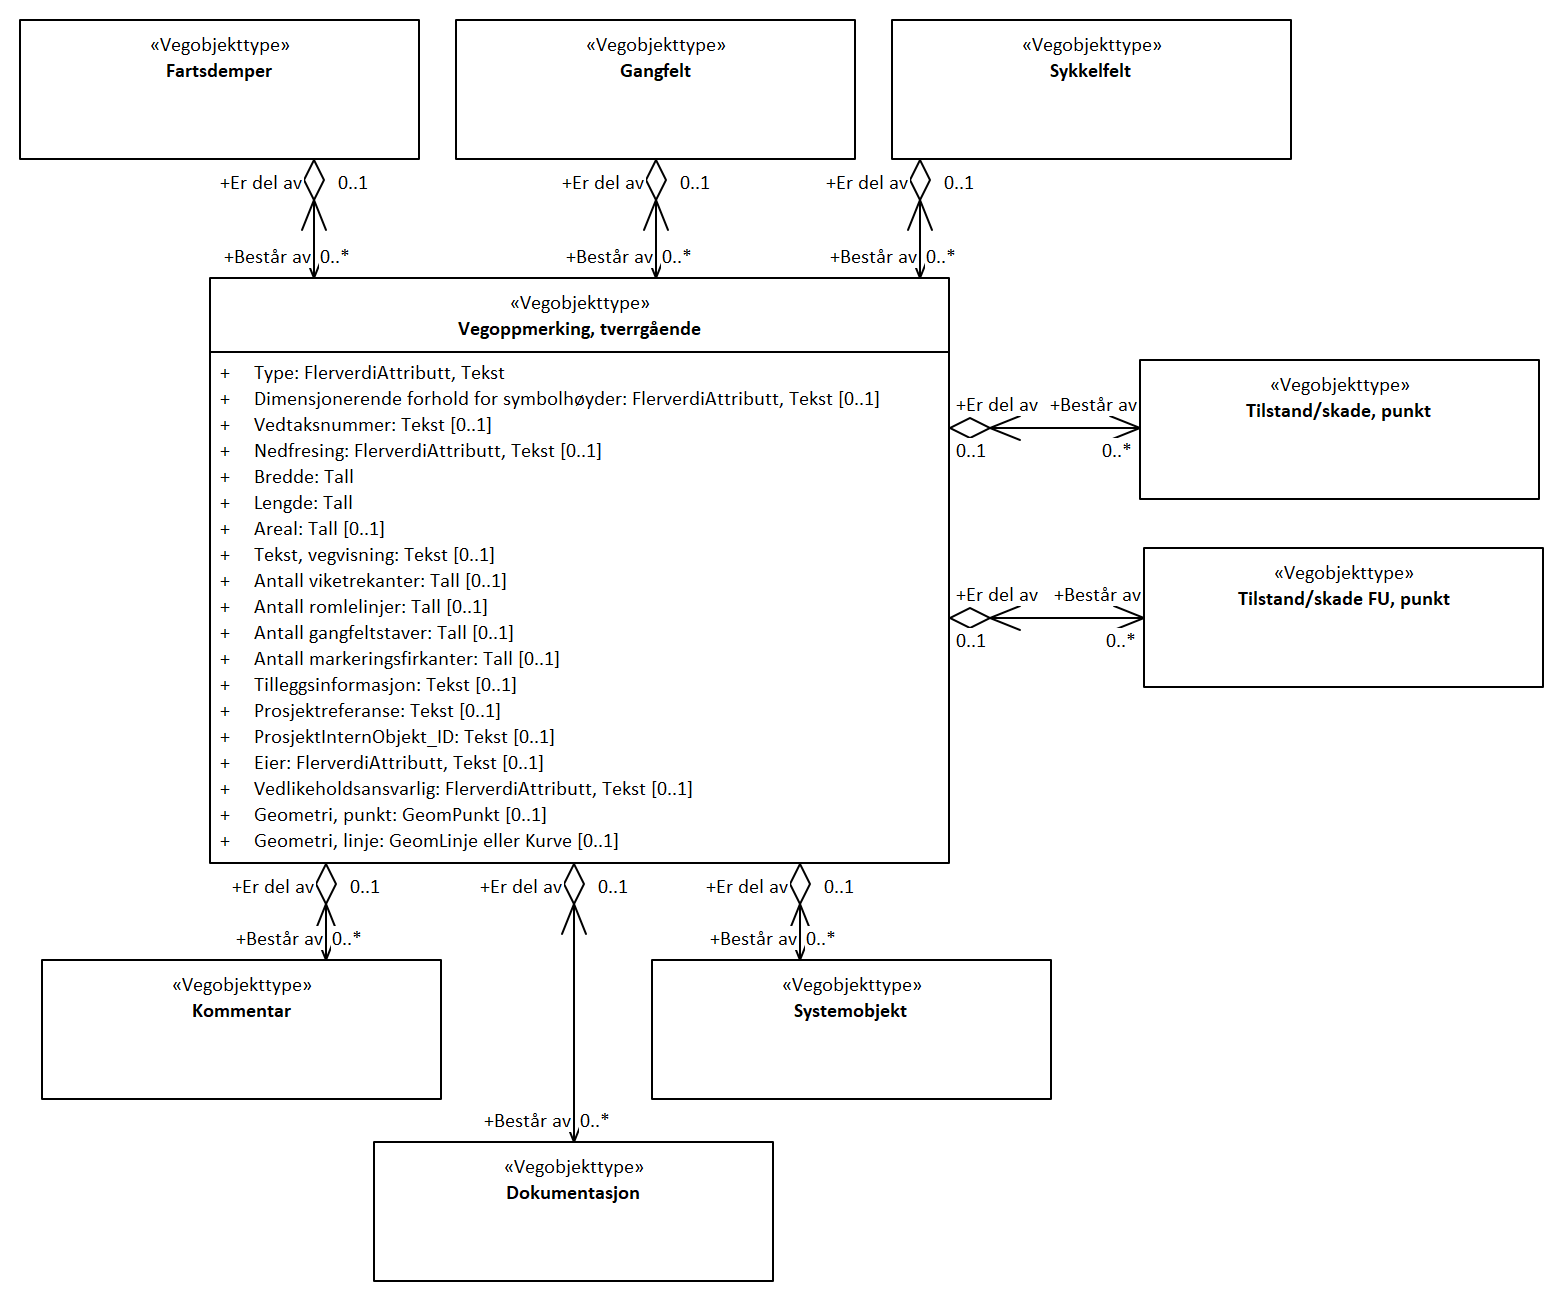 «Vegobjekttype»
Fartsdemper
«Vegobjekttype»
Gangfelt
«Vegobjekttype»
Sykkelfelt
+Er del av 0..1
+Består av 0..*
+Er del av 0..1
+Består av 0..*
+Er del av 0..1
+Består av 0..*
«Vegobjekttype»
Vegoppmerking, tverrgående
+ Type: FlerverdiAttributt, Tekst
+ Dimensjonerende forhold for symbolhøyder: FlerverdiAttributt, Tekst [0..1]
+ Vedtaksnummer: Tekst [0..1]
+ Nedfresing: FlerverdiAttributt, Tekst [0..1]
+ Bredde: Tall
+ Lengde: Tall
+ Areal: Tall [0..1]
+ Tekst, vegvisning: Tekst [0..1]
+ Antall viketrekanter: Tall [0..1]
+ Antall romlelinjer: Tall [0..1]
+ Antall gangfeltstaver: Tall [0..1]
+ Antall markeringsfirkanter: Tall [0..1]
+ Tilleggsinformasjon: Tekst [0..1]
+ Prosjektreferanse: Tekst [0..1]
+ ProsjektInternObjekt_ID: Tekst [0..1]
+ Eier: FlerverdiAttributt, Tekst [0..1]
+ Vedlikeholdsansvarlig: FlerverdiAttributt, Tekst [0..1]
+ Geometri, punkt: GeomPunkt [0..1]
+ Geometri, linje: GeomLinje eller Kurve [0..1]
+Er del av +Består av
0..1 0..*
«Vegobjekttype»
Tilstand/skade, punkt
+Er del av +Består av
0..1 0..*
«Vegobjekttype»
Tilstand/skade FU, punkt
+Er del av 0..1
+Består av 0..*
+Er del av 0..1
+Består av 0..*
+Er del av 0..1
+Består av 0..*
«Vegobjekttype»
Kommentar
«Vegobjekttype»
Systemobjekt
«Vegobjekttype»
Dokumentasjon